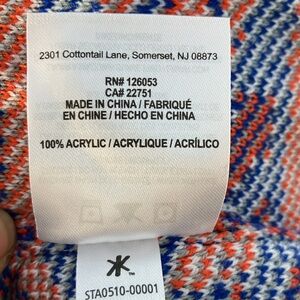 2301 Cottontail Lane, Somerset, NJ 08873
RN# 126053
CA# 22751
MADE IN CHINA / FABRIQUÉ
EN CHINE / HECHO EN CHINA
100% ACRYLIC / ACRYLIQUE / ACRÍLICO
TM
STA0510-00001